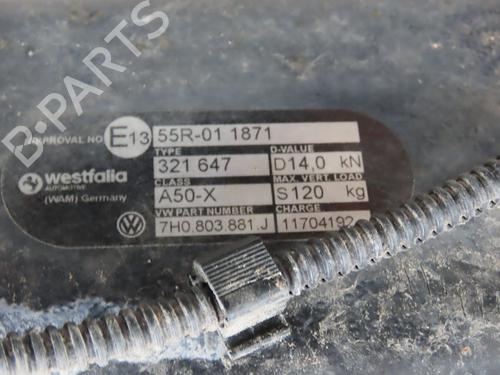 B-PARTS
APPROVAL NO E13 55R-01 1871
TYPE D-VALUE
321 647 D14,0 kN
CLASS MAX. VERT. LOAD
westfalia A50-X S120 kg
AUTOMOTIVE
(WAM) Germany
VW PART NUMBER CHARGE
7H0.803.881.J 11704192